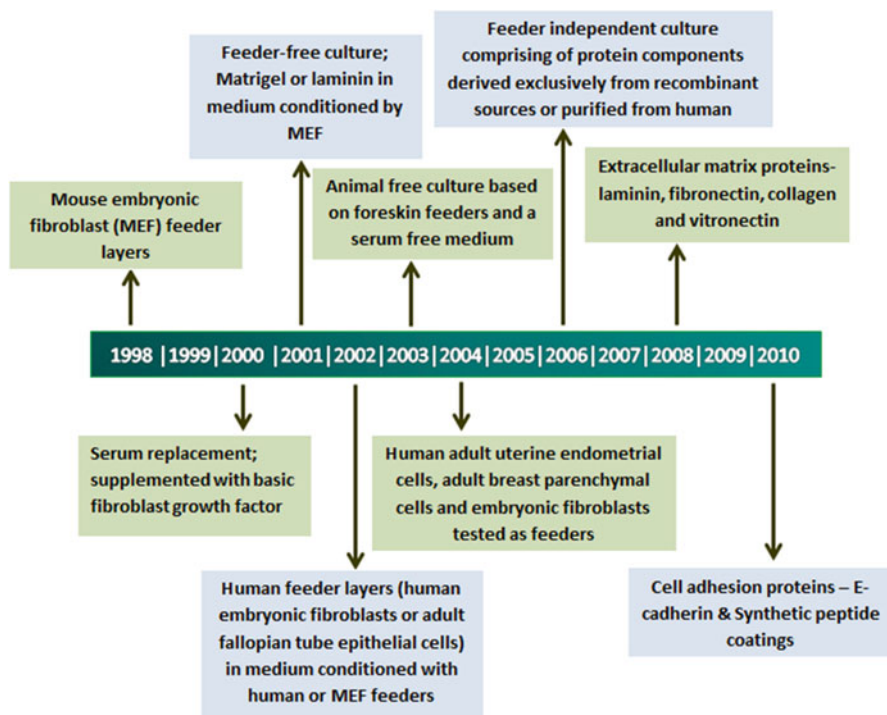 Feeder-free culture;
Matrigel or laminin in
medium conditioned by
MEF
Feeder independent culture
comprising of protein components
derived exclusively from recombinant
sources or purified from human
Mouse embryonic
fibroblast (MEF) feeder
layers
Animal free culture based
on foreskin feeders and a
serum free medium
Extracellular matrix proteins-
laminin, fibronectin, collagen
and vitronectin
1998 |1999|2000 |2001 |2002 |2003 |2004 |2005 |2006 |2007 |2008 |2009 |2010
Serum replacement;
supplemented with basic
fibroblast growth factor
Human adult uterine endometrial
cells, adult breast parenchymal
cells and embryonic fibroblasts
tested as feeders
Human feeder layers (human
embryonic fibroblasts or adult
fallopian tube epithelial cells)
in medium conditioned with
human or MEF feeders
Cell adhesion proteins – E-
cadherin & Synthetic peptide
coatings